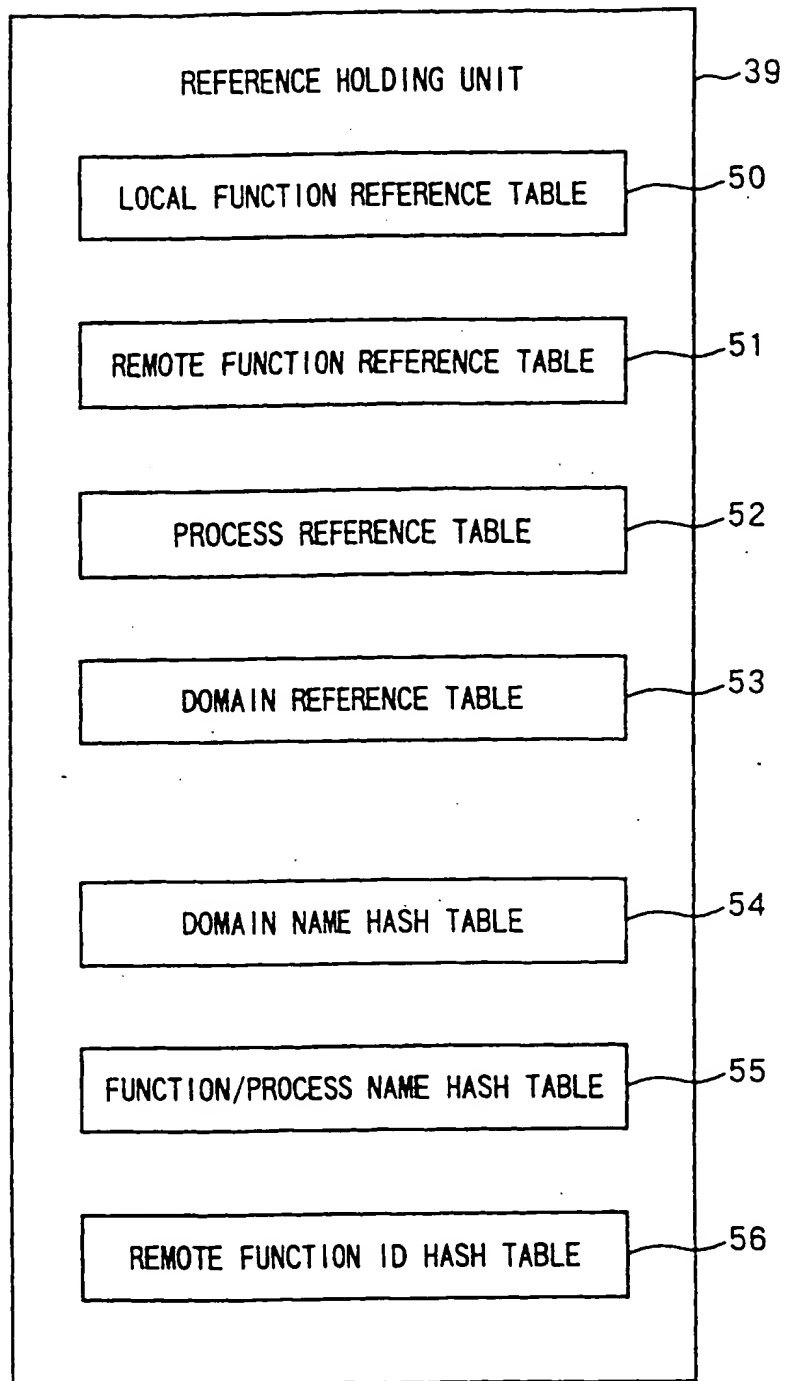 REFERENCE HOLDING UNIT 39
LOCAL FUNCTION REFERENCE TABLE 50
REMOTE FUNCTION REFERENCE TABLE 51
PROCESS REFERENCE TABLE 52
DOMAIN REFERENCE TABLE 53
DOMAIN NAME HASH TABLE 54
FUNCTION/PROCESS NAME HASH TABLE 55
REMOTE FUNCTION ID HASH TABLE 56